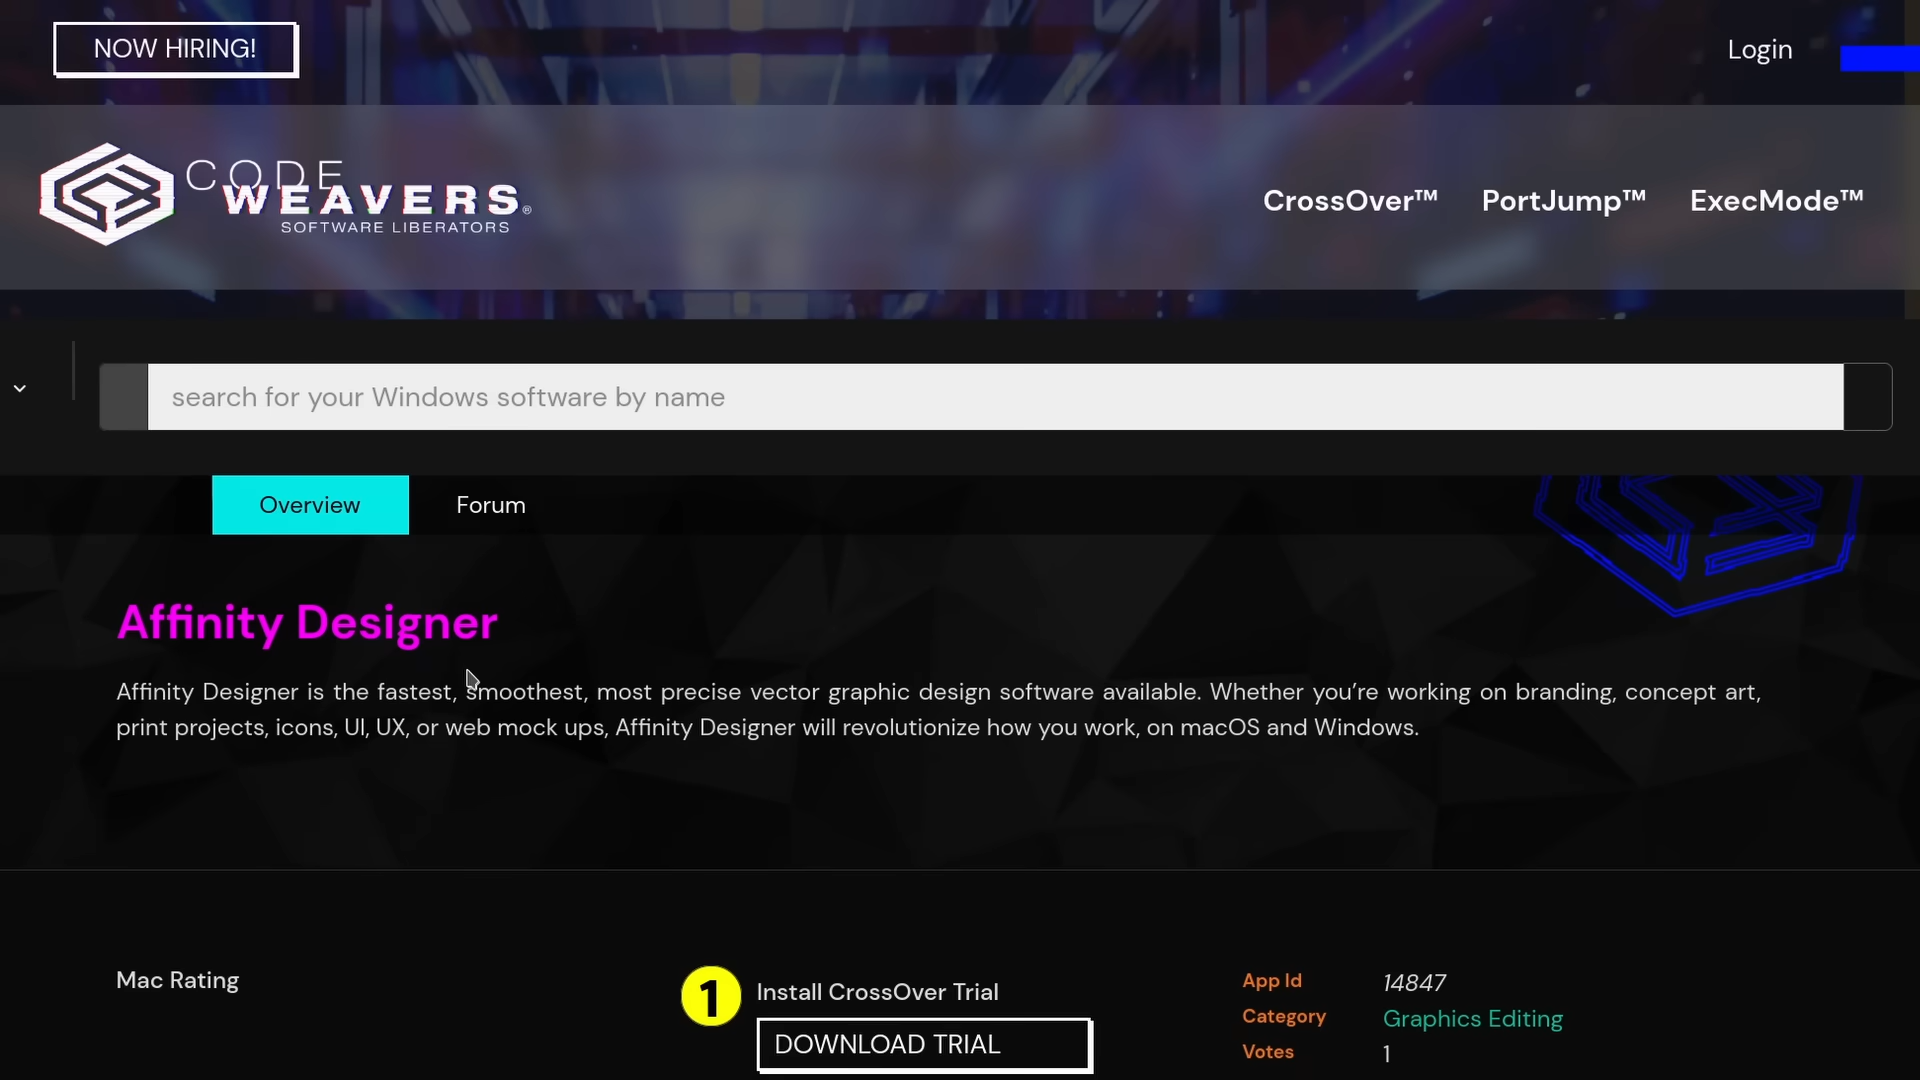 NOW HIRING!
Login
CODE
WEAVERS®
SOFTWARE LIBERATORS
CrossOver™ PortJump™ ExecMode™
search for your Windows software by name
Overview Forum
Affinity Designer
Affinity Designer is the fastest, smoothest, most precise vector graphic design software available. Whether you’re working on branding, concept art,
print projects, icons, UI, UX, or web mock ups, Affinity Designer will revolutionize how you work, on macOS and Windows.
Mac Rating
1 Install CrossOver Trial
DOWNLOAD TRIAL
App Id 14847
Category Graphics Editing
Votes 1